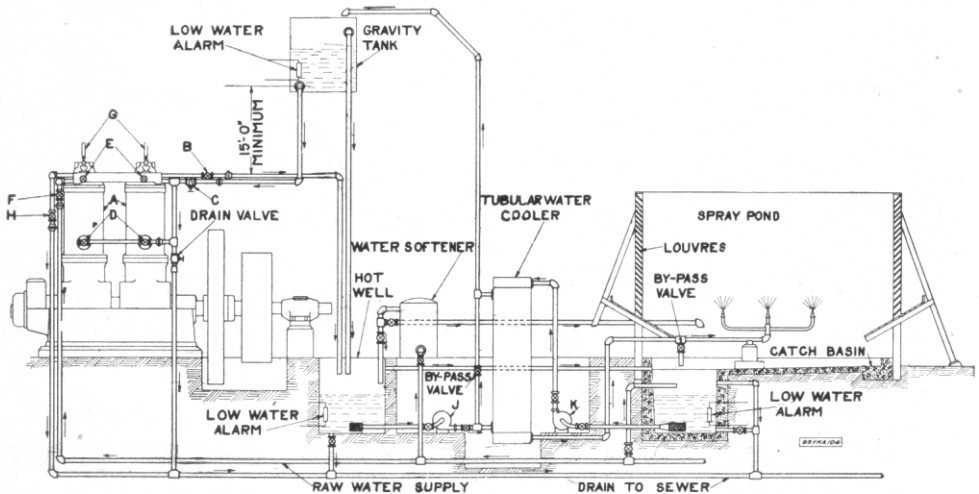 LOW WATER
ALARM
GRAVITY
TANK
15'-0"
MINIMUM
G
E
B
F
H
A
D
C
DRAIN VALVE
TUBULAR WATER
COOLER
SPRAY POND
LOUVRES
WATER SOFTENER
HOT
WELL
BY-PASS
VALVE
CATCH BASIN
BY-PASS
VALVE
J
K
LOW WATER
ALARM
LOW WATER
ALARM
RAW WATER SUPPLY
DRAIN TO SEWER